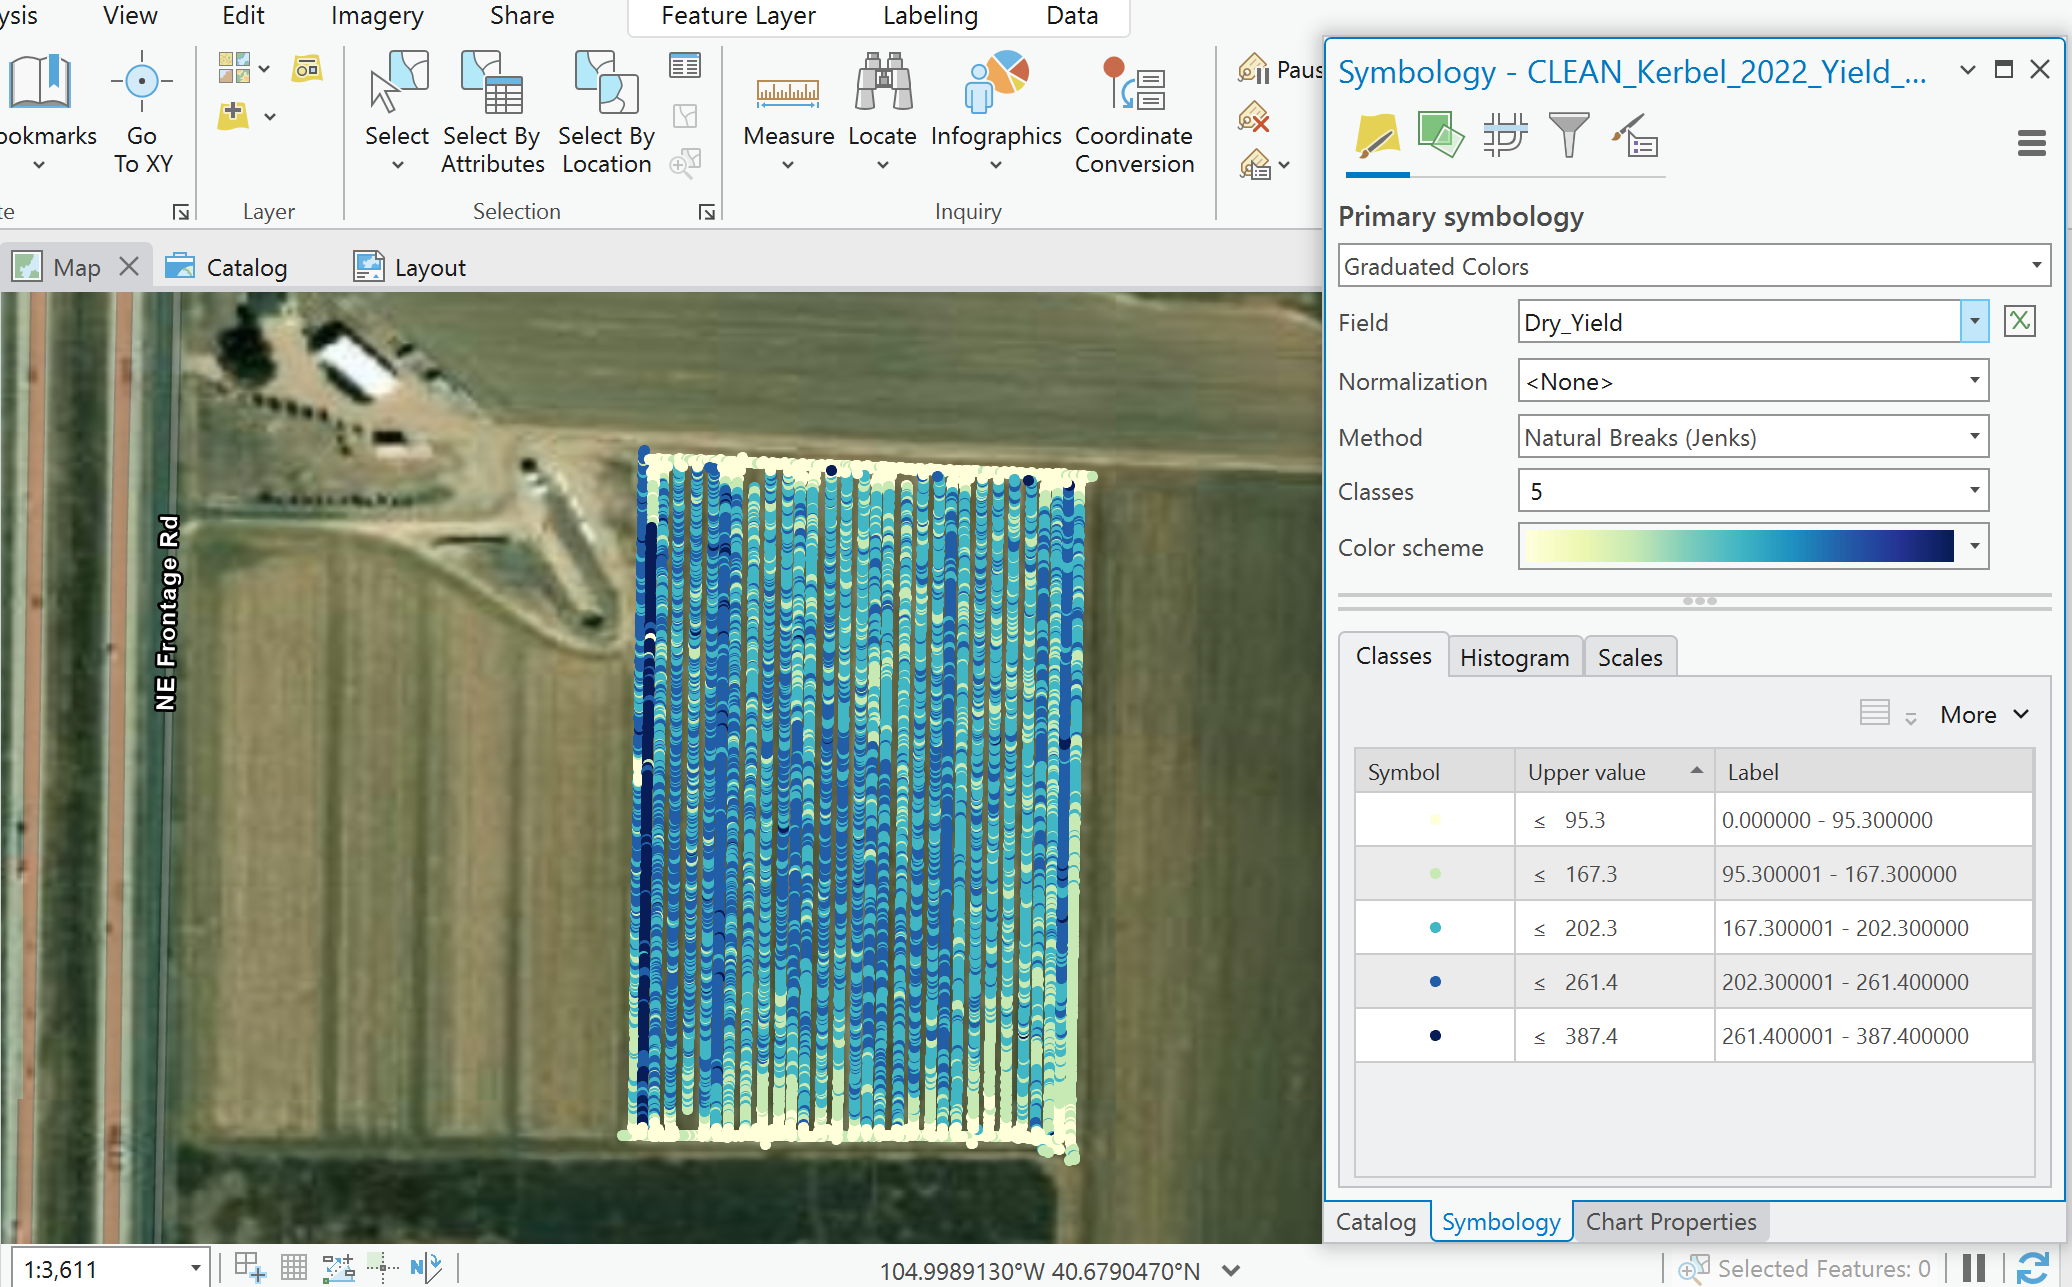 ysis View Edit Imagery Share Feature Layer Labeling Data
ookmarks
Go
To XY
Select
Select By
Attributes
Select By
Location
Measure
Locate
Infographics
Coordinate
Conversion
Paus
te
Layer
Selection
Inquiry
Map
Catalog
Layout
NE Frontage Rd
Symbology - CLEAN_Kerbel_2022_Yield_...
Primary symbology
Graduated Colors
Field Dry_Yield
Normalization <None>
Method Natural Breaks (Jenks)
Classes 5
Color scheme
Classes Histogram Scales
More
Symbol Upper value Label
≤ 95.3 0.000000 - 95.300000
≤ 167.3 95.300001 - 167.300000
≤ 202.3 167.300001 - 202.300000
≤ 261.4 202.300001 - 261.400000
≤ 387.4 261.400001 - 387.400000
Catalog Symbology Chart Properties
1:3,611
104.9989130°W 40.6790470°N
Selected Features: 0